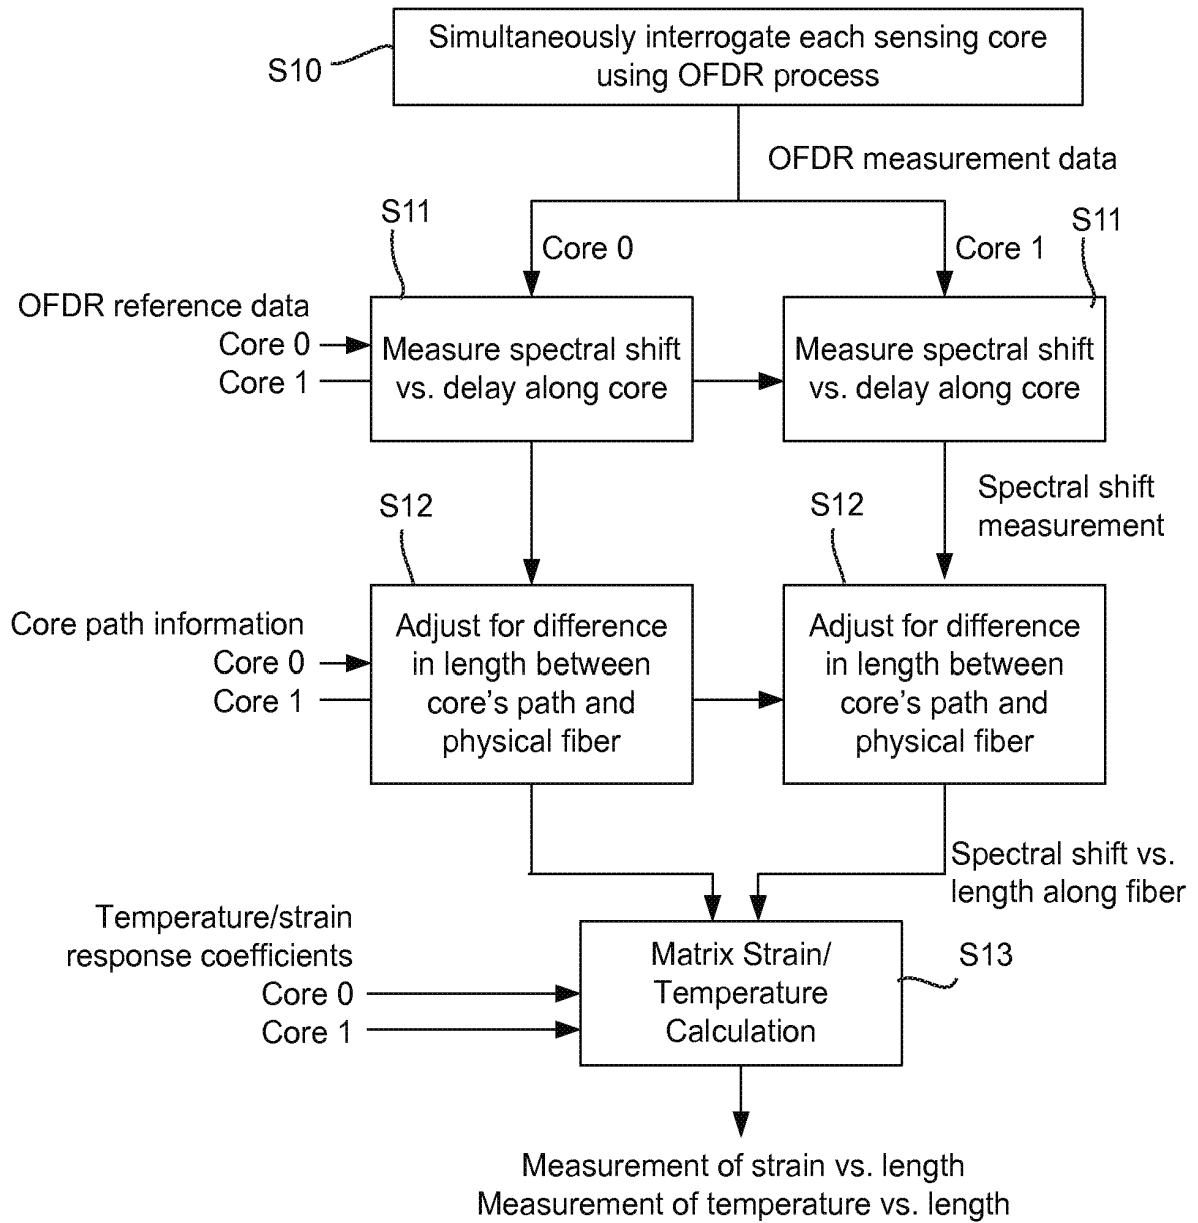 Simultaneously interrogate each sensing core
using OFDR process
S10
OFDR measurement data
S11
S11
Core 0
Core 1
OFDR reference data
Core 0
Core 1
Measure spectral shift
vs. delay along core
Measure spectral shift
vs. delay along core
Spectral shift
measurement
S12
S12
Core path information
Core 0
Core 1
Adjust for difference
in length between
core's path and
physical fiber
Adjust for difference
in length between
core's path and
physical fiber
Spectral shift vs.
length along fiber
Temperature/strain
response coefficients
Core 0
Core 1
Matrix Strain/
Temperature
Calculation
S13
Measurement of strain vs. length
Measurement of temperature vs. length